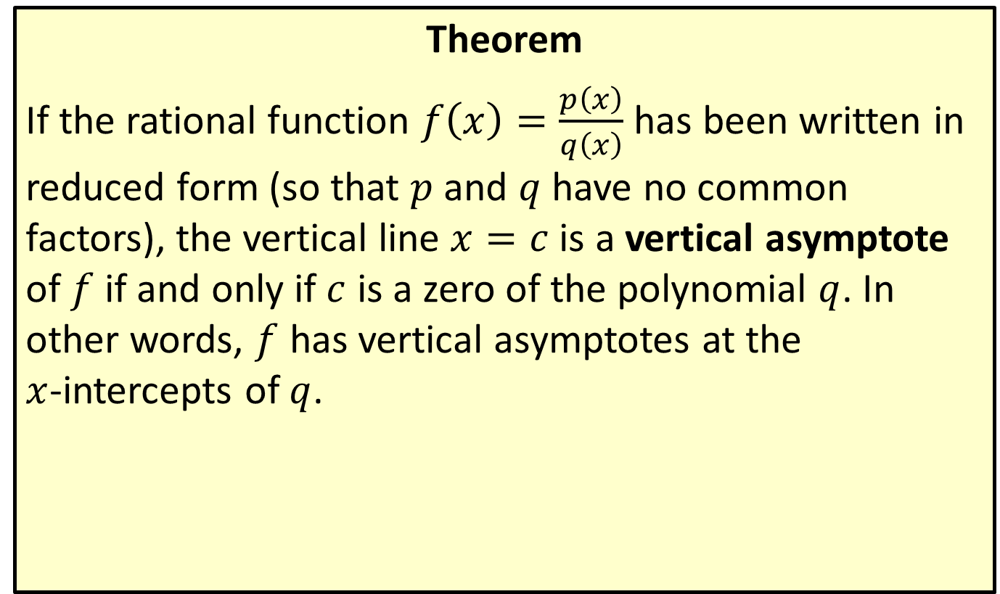 Theorem
If the rational function f(x) = p(x)/q(x) has been written in
reduced form (so that p and q have no common
factors), the vertical line x = c is a vertical asymptote
of f if and only if c is a zero of the polynomial q. In
other words, f has vertical asymptotes at the
x-intercepts of q.